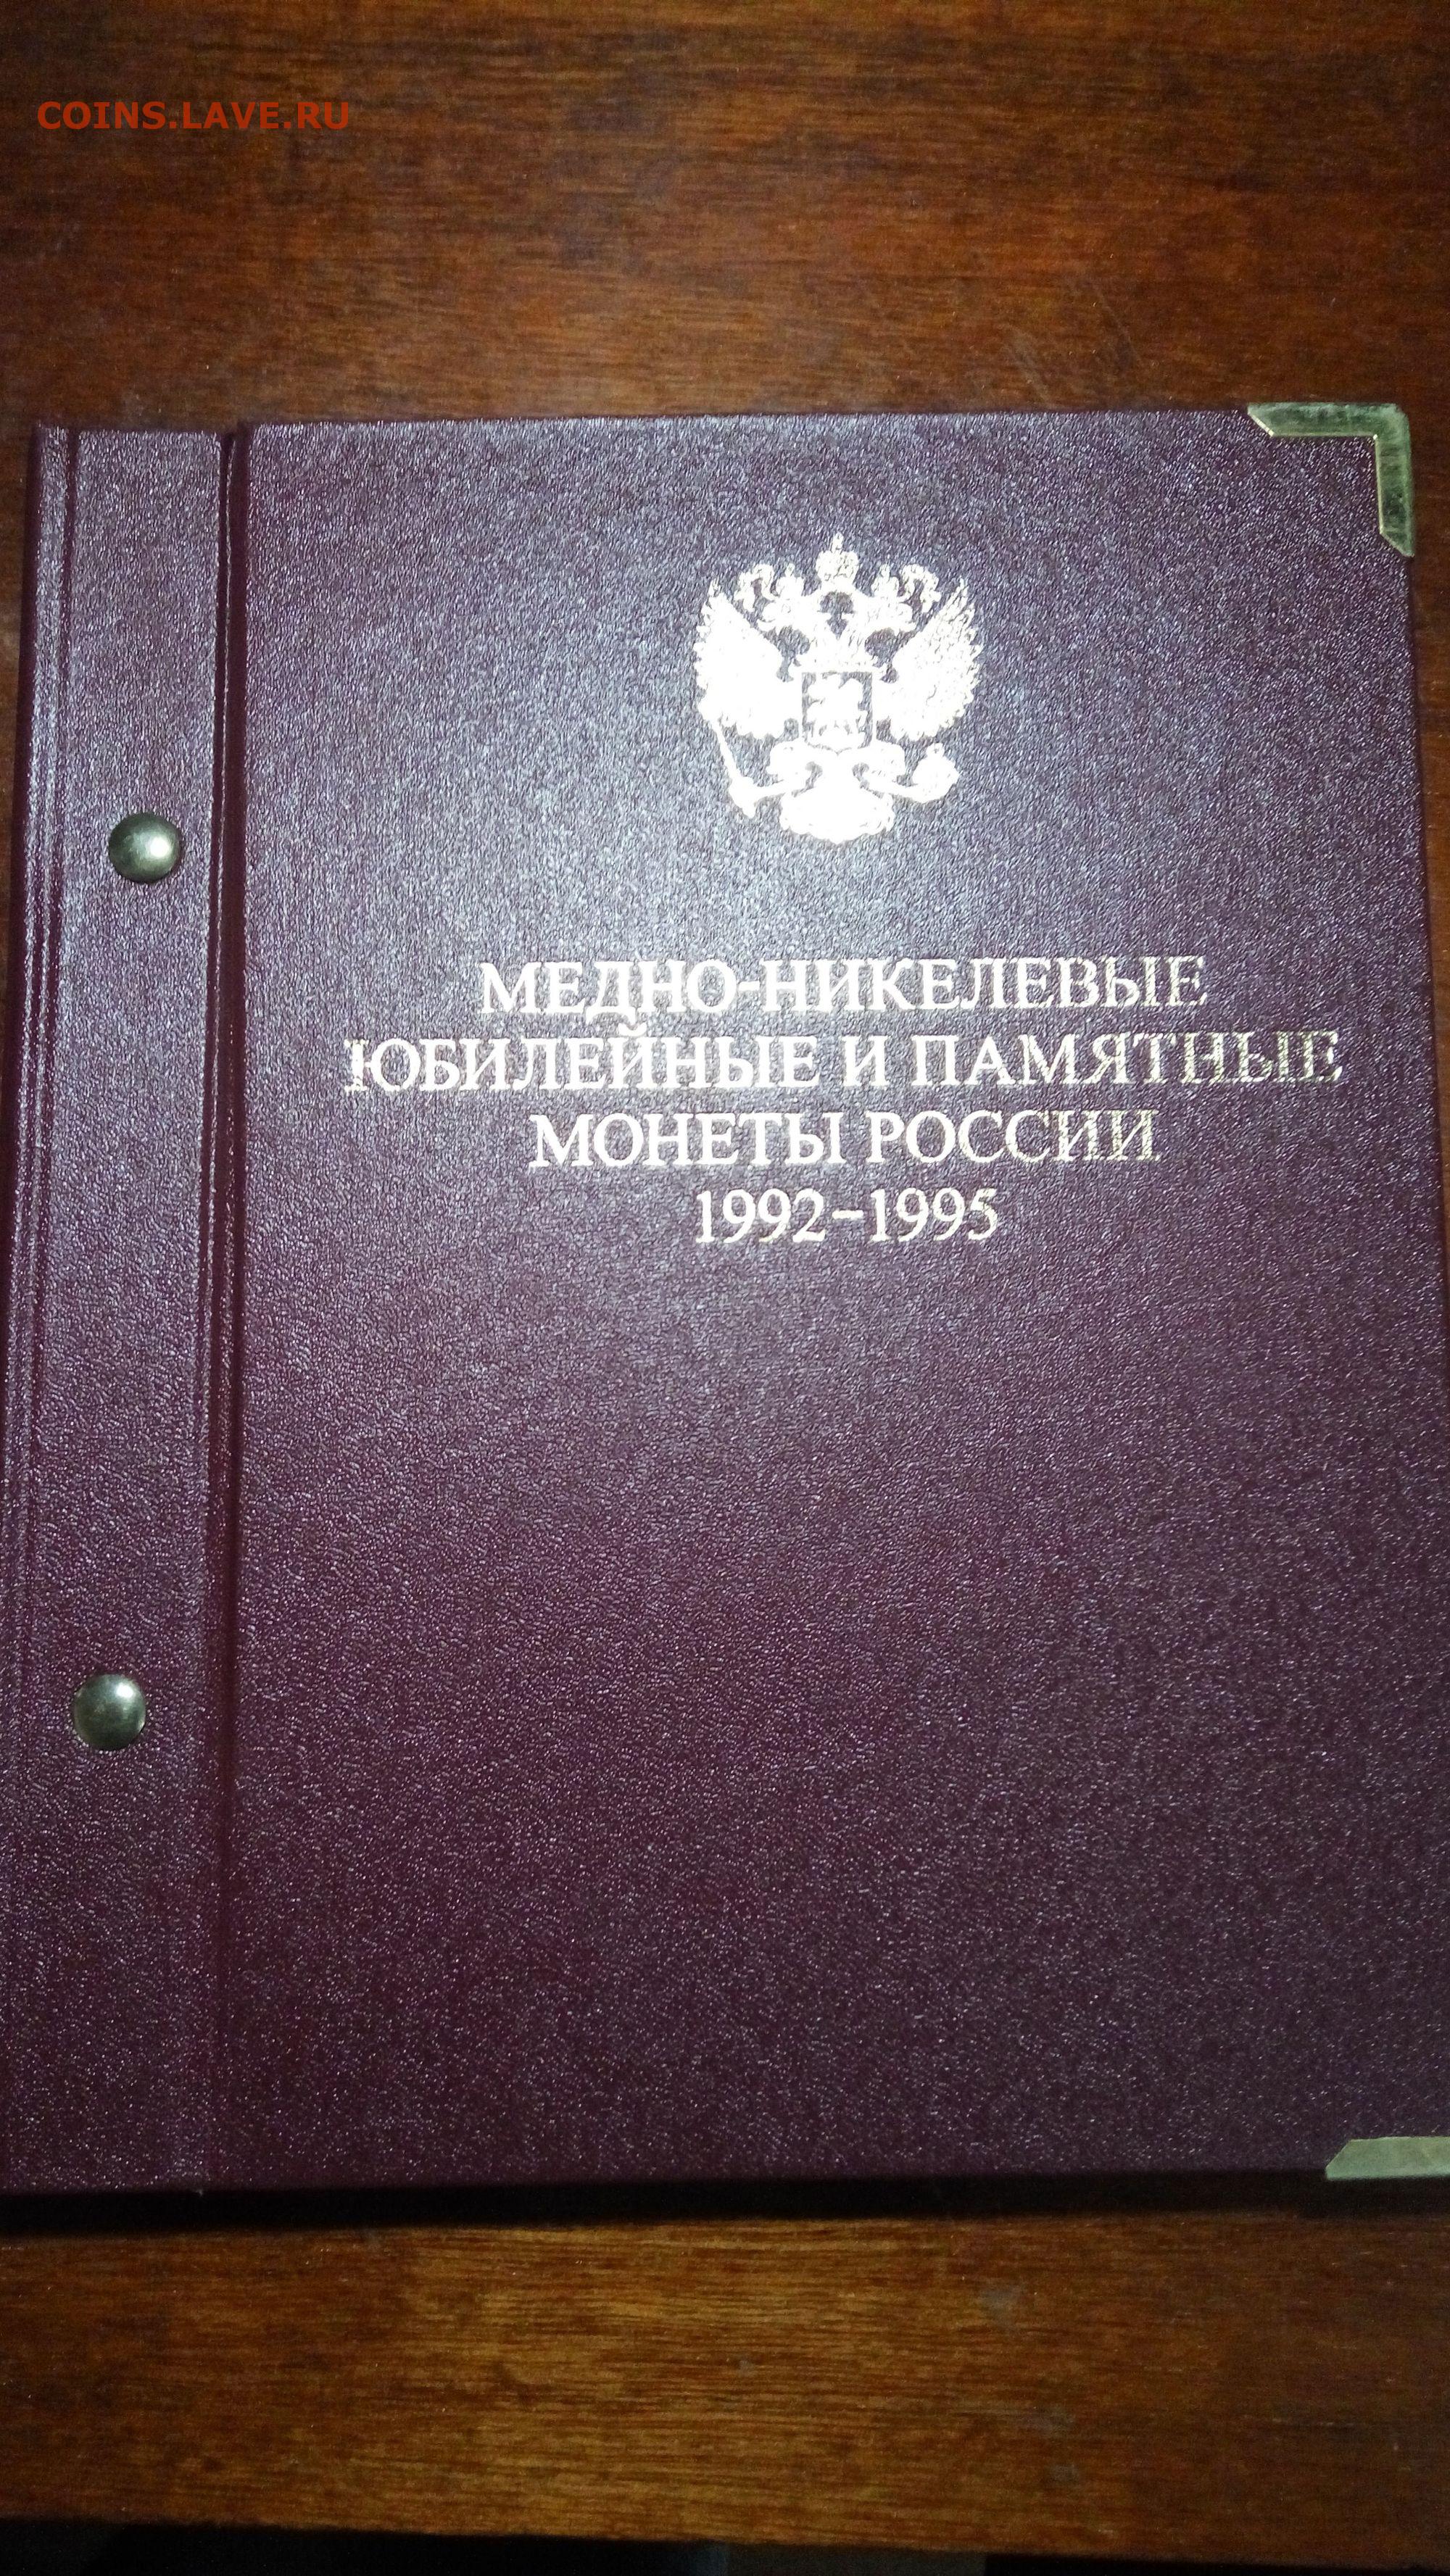 COINS.LAVE.RU
МЕДНО-НИКЕЛЕВЫЕ
ЮБИЛЕЙНЫЕ И ПАМЯТНЫЕ
МОНЕТЫ РОССИИ
1992-1995